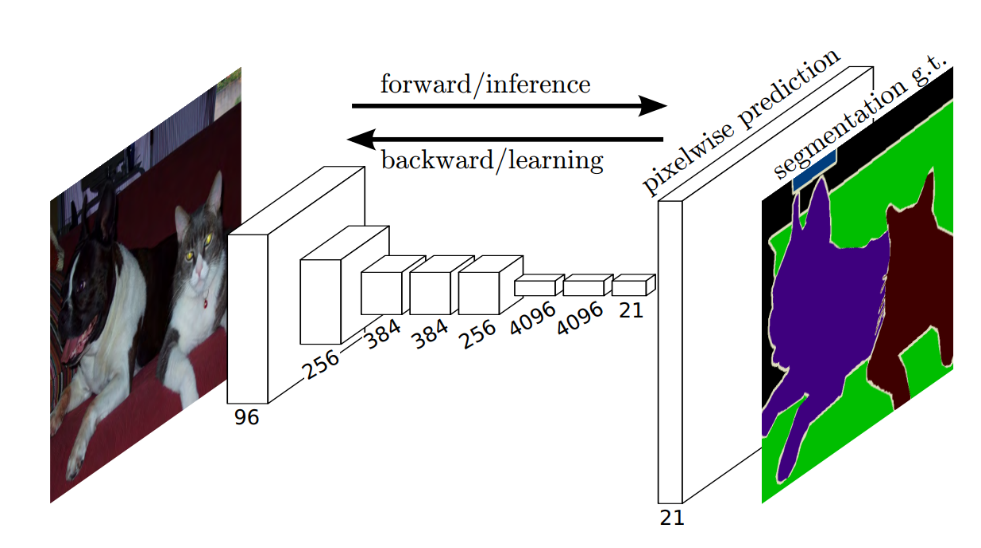 forward/inference
backward/learning
pixelwise prediction
segmentation g.t.
96
256
384
384
256
4096
4096
21
21